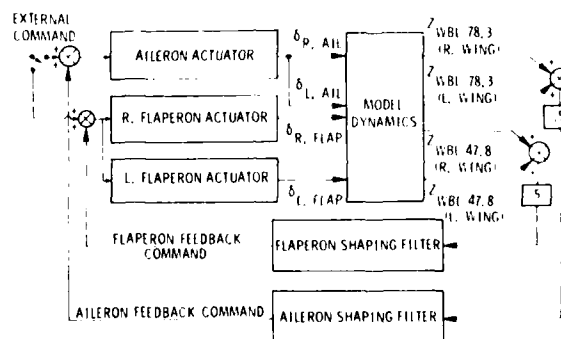 EXTERNAL
COMMAND
AILERON ACTUATOR
R. FLAPERON ACTUATOR
L. FLAPERON ACTUATOR
δR, AIL
δL, AIL
δR, FLAP
δL, FLAP
MODEL
DYNAMICS
Z WBL 78,3
(R. WING)
Z WBL 78,3
(L. WING)
Z WBL 47,8
(R. WING)
Z WBL 47,8
(L. WING)
S
FLAPERON FEEDBACK
COMMAND
FLAPERON SHAPING FILTER
AILERON FEEDBACK COMMAND
AILERON SHAPING FILTER